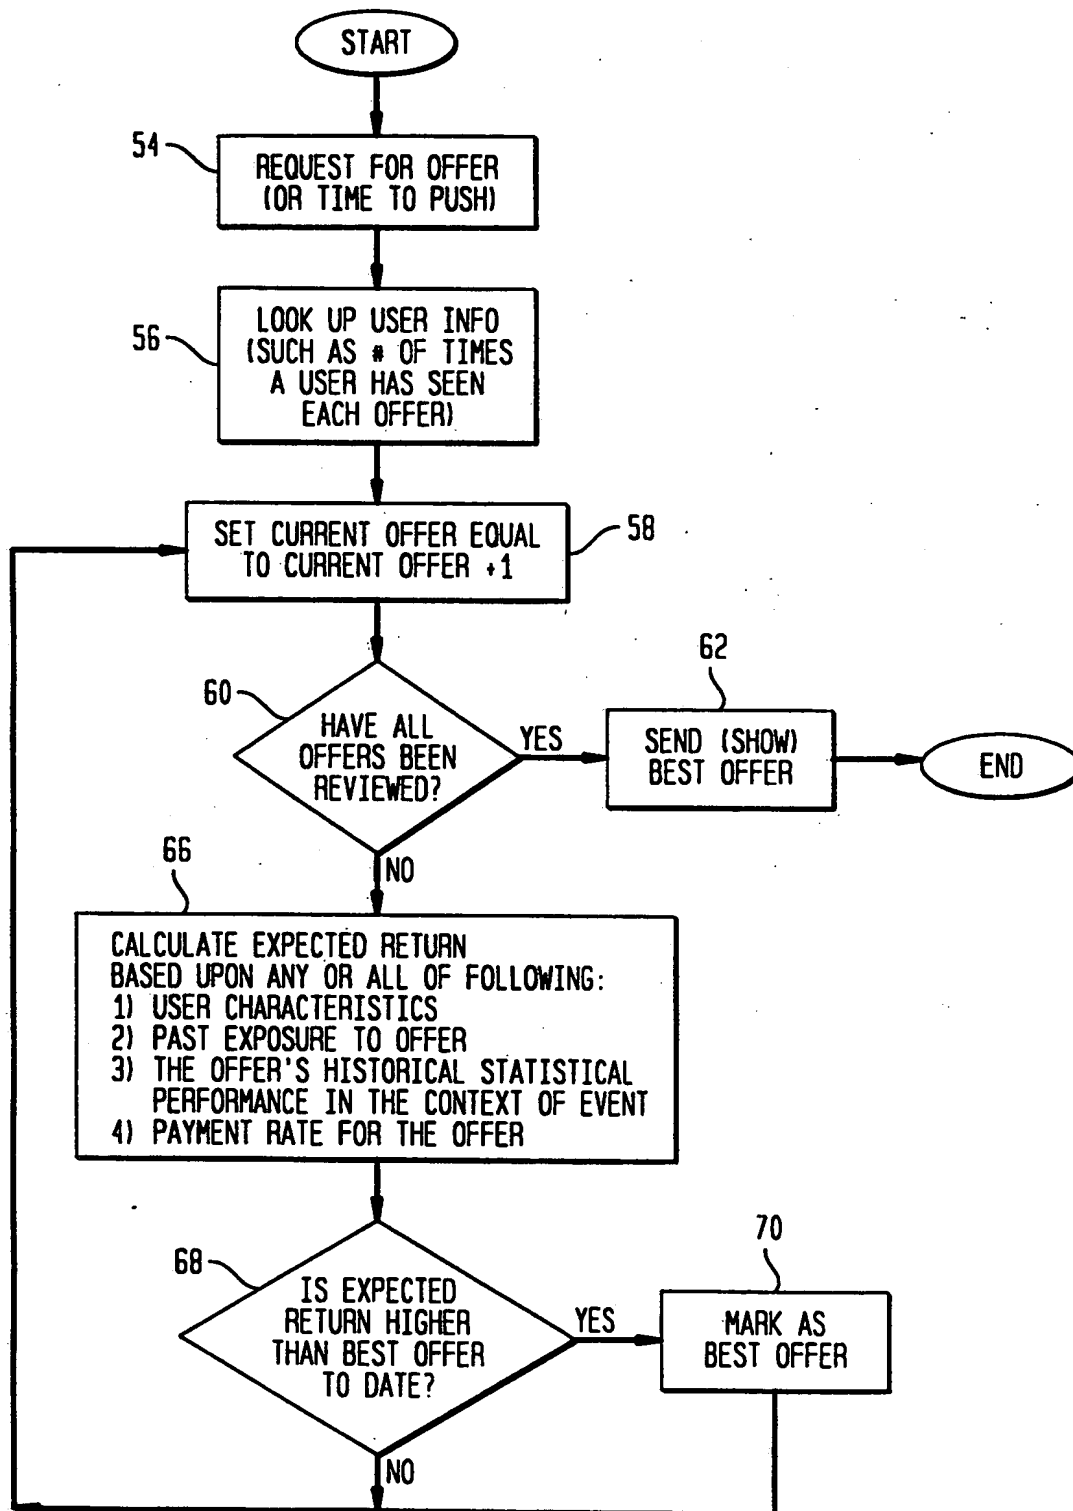 START
54
REQUEST FOR OFFER
(OR TIME TO PUSH)
56
LOOK UP USER INFO
(SUCH AS # OF TIMES
A USER HAS SEEN
EACH OFFER)
58
SET CURRENT OFFER EQUAL
TO CURRENT OFFER +1
60
HAVE ALL
OFFERS BEEN
REVIEWED?
YES
62
SEND (SHOW)
BEST OFFER
END
NO
66
CALCULATE EXPECTED RETURN
BASED UPON ANY OR ALL OF FOLLOWING:
1) USER CHARACTERISTICS
2) PAST EXPOSURE TO OFFER
3) THE OFFER'S HISTORICAL STATISTICAL
PERFORMANCE IN THE CONTEXT OF EVENT
4) PAYMENT RATE FOR THE OFFER
68
IS EXPECTED
RETURN HIGHER
THAN BEST OFFER
TO DATE?
YES
70
MARK AS
BEST OFFER
NO